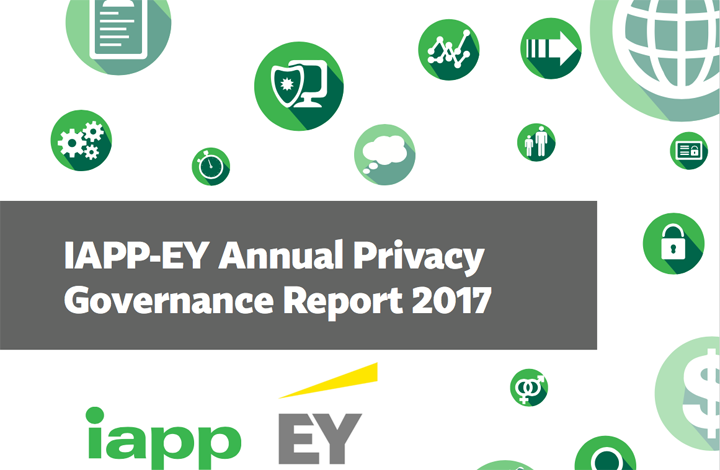 IAPP-EY Annual Privacy
Governance Report 2017
iapp EY
$